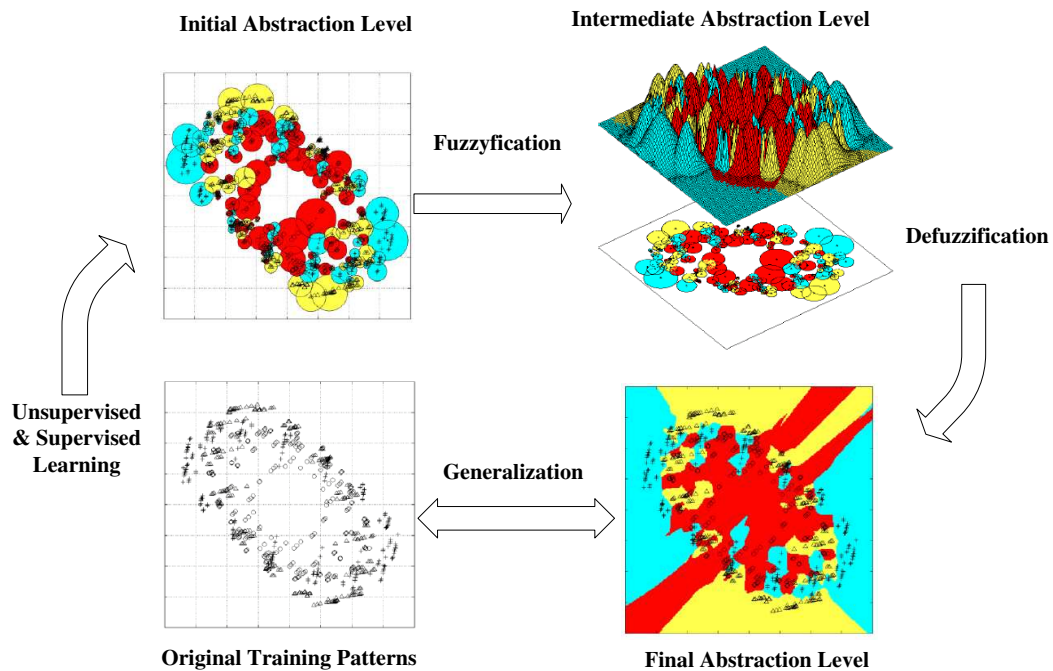 Initial Abstraction Level
Intermediate Abstraction Level
Fuzzyfication
Defuzzification
Unsupervised
& Supervised
Learning
Generalization
Original Training Patterns
Final Abstraction Level